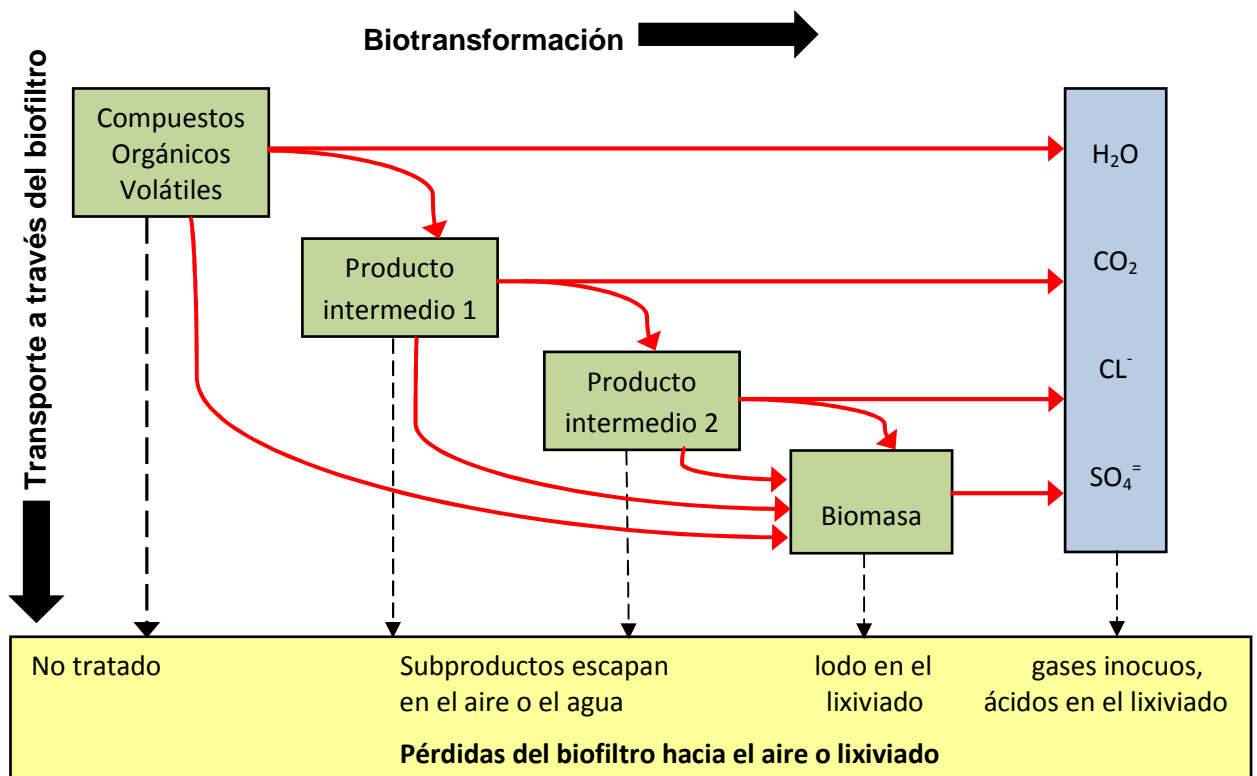 Biotransformación
Transporte a través del biofiltro
Compuestos
Orgánicos
Volátiles
H₂O
Producto
intermedio 1
CO₂
Producto
intermedio 2
CL⁻
Biomasa
SO₄⁼
No tratado
Subproductos escapan
en el aire o el agua
lodo en el
lixiviado
gases inocuos,
ácidos en el lixiviado
Pérdidas del biofiltro hacia el aire o lixiviado